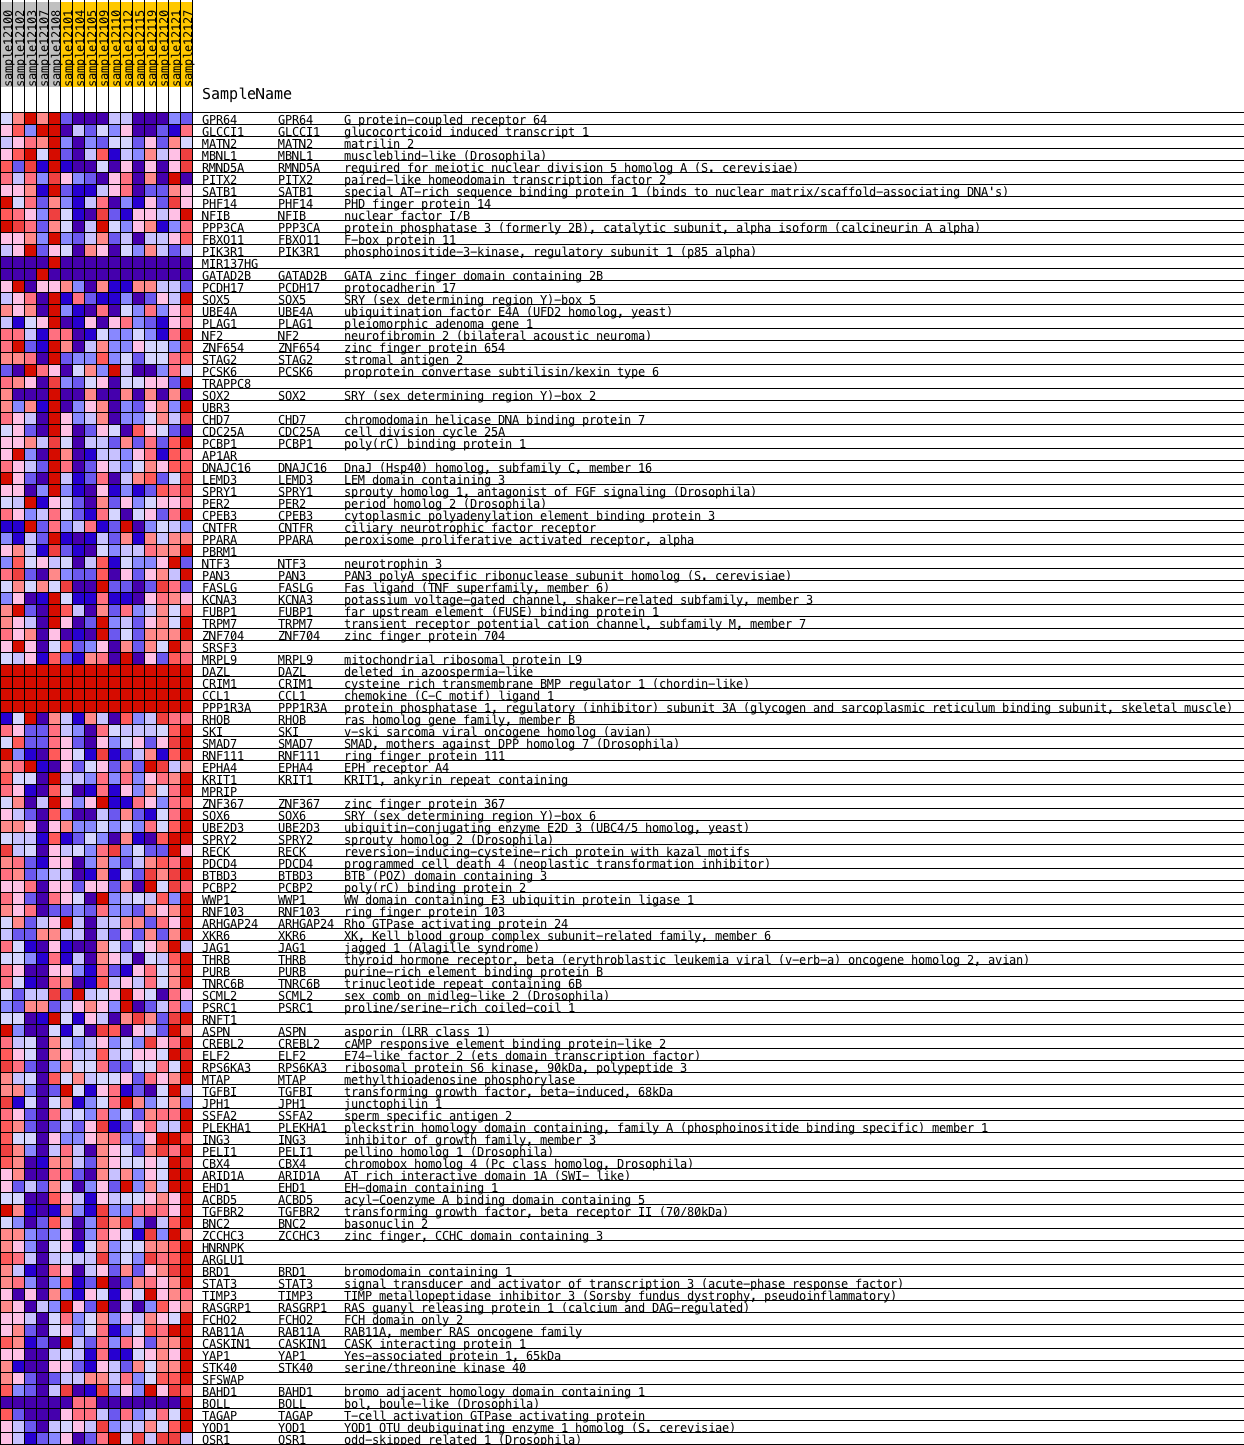 sample12100 sample12102 sample12103 sample12107 sample12108 sample12101 sample12104 sample12105 sample12109 sample12110 sample12112 sample12115 sample12119 sample12120 sample12121 sample12127
SampleName
GPR64 GPR64 G protein-coupled receptor 64
GLCCI1 GLCCI1 glucocorticoid induced transcript 1
MATN2 MATN2 matrilin 2
MBNL1 MBNL1 muscleblind-like (Drosophila)
RMND5A RMND5A required for meiotic nuclear division 5 homolog A (S. cerevisiae)
PITX2 PITX2 paired-like homeodomain transcription factor 2
SATB1 SATB1 special AT-rich sequence binding protein 1 (binds to nuclear matrix/scaffold-associating DNA's)
PHF14 PHF14 PHD finger protein 14
NFIB NFIB nuclear factor I/B
PPP3CA PPP3CA protein phosphatase 3 (formerly 2B), catalytic subunit, alpha isoform (calcineurin A alpha)
FBXO11 FBXO11 F-box protein 11
PIK3R1 PIK3R1 phosphoinositide-3-kinase, regulatory subunit 1 (p85 alpha)
MIR137HG
GATAD2B GATAD2B GATA zinc finger domain containing 2B
PCDH17 PCDH17 protocadherin 17
SOX5 SOX5 SRY (sex determining region Y)-box 5
UBE4A UBE4A ubiquitination factor E4A (UFD2 homolog, yeast)
PLAG1 PLAG1 pleiomorphic adenoma gene 1
NF2 NF2 neurofibromin 2 (bilateral acoustic neuroma)
ZNF654 ZNF654 zinc finger protein 654
STAG2 STAG2 stromal antigen 2
PCSK6 PCSK6 proprotein convertase subtilisin/kexin type 6
TRAPPC8
SOX2 SOX2 SRY (sex determining region Y)-box 2
UBR3
CHD7 CHD7 chromodomain helicase DNA binding protein 7
CDC25A CDC25A cell division cycle 25A
PCBP1 PCBP1 poly(rC) binding protein 1
AP1AR
DNAJC16 DNAJC16 DnaJ (Hsp40) homolog, subfamily C, member 16
LEMD3 LEMD3 LEM domain containing 3
SPRY1 SPRY1 sprouty homolog 1, antagonist of FGF signaling (Drosophila)
PER2 PER2 period homolog 2 (Drosophila)
CPEB3 CPEB3 cytoplasmic polyadenylation element binding protein 3
CNTFR CNTFR ciliary neurotrophic factor receptor
PPARA PPARA peroxisome proliferative activated receptor, alpha
PBRM1
NTF3 NTF3 neurotrophin 3
PAN3 PAN3 PAN3 polyA specific ribonuclease subunit homolog (S. cerevisiae)
FASLG FASLG Fas ligand (TNF superfamily, member 6)
KCNA3 KCNA3 potassium voltage-gated channel, shaker-related subfamily, member 3
FUBP1 FUBP1 far upstream element (FUSE) binding protein 1
TRPM7 TRPM7 transient receptor potential cation channel, subfamily M, member 7
ZNF704 ZNF704 zinc finger protein 704
SRSF3
MRPL9 MRPL9 mitochondrial ribosomal protein L9
DAZL DAZL deleted in azoospermia-like
CRIM1 CRIM1 cysteine rich transmembrane BMP regulator 1 (chordin-like)
CCL1 CCL1 chemokine (C-C motif) ligand 1
PPP1R3A PPP1R3A protein phosphatase 1, regulatory (inhibitor) subunit 3A (glycogen and sarcoplasmic reticulum binding subunit, skeletal muscle)
RHOB RHOB ras homolog gene family, member B
SKI SKI v-ski sarcoma viral oncogene homolog (avian)
SMAD7 SMAD7 SMAD, mothers against DPP homolog 7 (Drosophila)
RNF111 RNF111 ring finger protein 111
EPHA4 EPHA4 EPH receptor A4
KRIT1 KRIT1 KRIT1, ankyrin repeat containing
MPRIP
ZNF367 ZNF367 zinc finger protein 367
SOX6 SOX6 SRY (sex determining region Y)-box 6
UBE2D3 UBE2D3 ubiquitin-conjugating enzyme E2D 3 (UBC4/5 homolog, yeast)
SPRY2 SPRY2 sprouty homolog 2 (Drosophila)
RECK RECK reversion-inducing-cysteine-rich protein with kazal motifs
PDCD4 PDCD4 programmed cell death 4 (neoplastic transformation inhibitor)
BTBD3 BTBD3 BTB (POZ) domain containing 3
PCBP2 PCBP2 poly(rC) binding protein 2
WWP1 WWP1 WW domain containing E3 ubiquitin protein ligase 1
RNF103 RNF103 ring finger protein 103
ARHGAP24 ARHGAP24 Rho GTPase activating protein 24
XKR6 XKR6 XK, Kell blood group complex subunit-related family, member 6
JAG1 JAG1 jagged 1 (Alagille syndrome)
THRB THRB thyroid hormone receptor, beta (erythroblastic leukemia viral (v-erb-a) oncogene homolog 2, avian)
PURB PURB purine-rich element binding protein B
TNRC6B TNRC6B trinucleotide repeat containing 6B
SCML2 SCML2 sex comb on midleg-like 2 (Drosophila)
PSRC1 PSRC1 proline/serine-rich coiled-coil 1
RNFT1
ASPN ASPN asporin (LRR class 1)
CREBL2 CREBL2 cAMP responsive element binding protein-like 2
ELF2 ELF2 E74-like factor 2 (ets domain transcription factor)
RPS6KA3 RPS6KA3 ribosomal protein S6 kinase, 90kDa, polypeptide 3
MTAP MTAP methylthioadenosine phosphorylase
TGFBI TGFBI transforming growth factor, beta-induced, 68kDa
JPH1 JPH1 junctophilin 1
SSFA2 SSFA2 sperm specific antigen 2
PLEKHA1 PLEKHA1 pleckstrin homology domain containing, family A (phosphoinositide binding specific) member 1
ING3 ING3 inhibitor of growth family, member 3
PELI1 PELI1 pellino homolog 1 (Drosophila)
CBX4 CBX4 chromobox homolog 4 (Pc class homolog, Drosophila)
ARID1A ARID1A AT rich interactive domain 1A (SWI- like)
EHD1 EHD1 EH-domain containing 1
ACBD5 ACBD5 acyl-Coenzyme A binding domain containing 5
TGFBR2 TGFBR2 transforming growth factor, beta receptor II (70/80kDa)
BNC2 BNC2 basonuclin 2
ZCCHC3 ZCCHC3 zinc finger, CCHC domain containing 3
HNRNPK
ARGLU1
BRD1 BRD1 bromodomain containing 1
STAT3 STAT3 signal transducer and activator of transcription 3 (acute-phase response factor)
TIMP3 TIMP3 TIMP metallopeptidase inhibitor 3 (Sorsby fundus dystrophy, pseudoinflammatory)
RASGRP1 RASGRP1 RAS guanyl releasing protein 1 (calcium and DAG-regulated)
FCHO2 FCHO2 FCH domain only 2
RAB11A RAB11A RAB11A, member RAS oncogene family
CASKIN1 CASKIN1 CASK interacting protein 1
YAP1 YAP1 Yes-associated protein 1, 65kDa
STK40 STK40 serine/threonine kinase 40
SFSWAP
BAHD1 BAHD1 bromo adjacent homology domain containing 1
BOLL BOLL bol, boule-like (Drosophila)
TAGAP TAGAP T-cell activation GTPase activating protein
YOD1 YOD1 YOD1 OTU deubiquinating enzyme 1 homolog (S. cerevisiae)
OSR1 OSR1 odd-skipped related 1 (Drosophila)